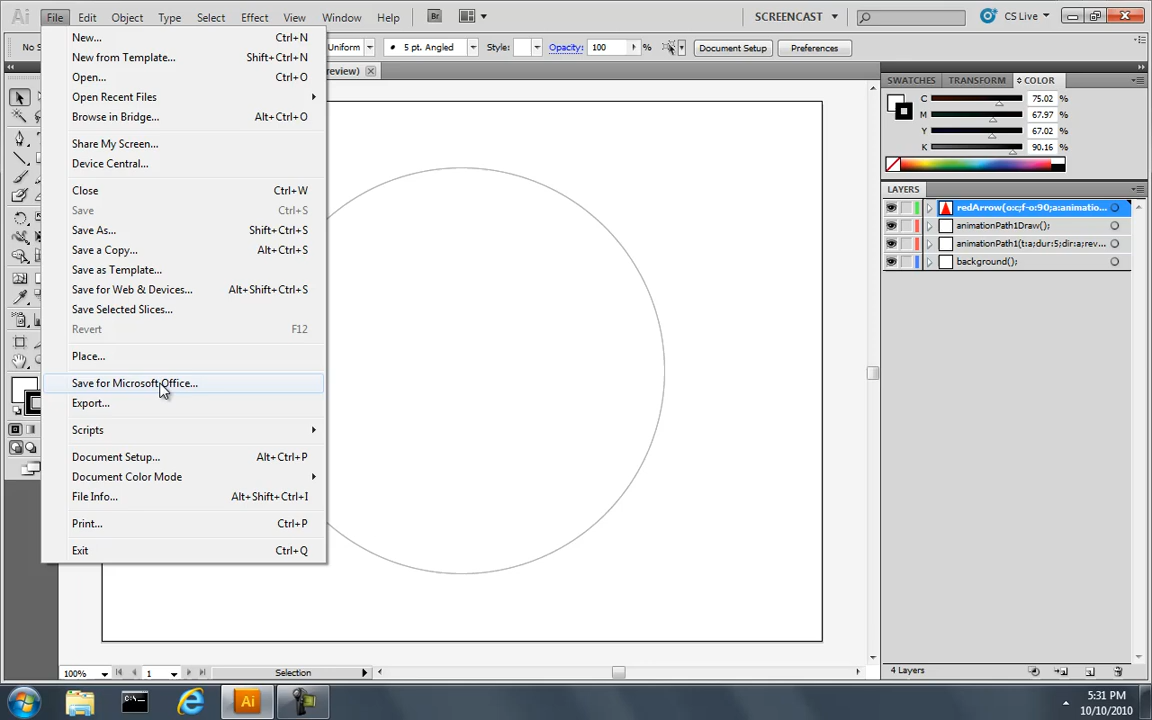 Ai File Edit Object Type Select Effect View Window Help Br SCREENCAST CS Live
No S Uniform 5 pt. Angled Style: Opacity: 100 % Document Setup Preferences
review)
New... Ctrl+N
New from Template... Shift+Ctrl+N
Open... Ctrl+O
Open Recent Files
Browse in Bridge... Alt+Ctrl+O
Share My Screen...
Device Central...
Close Ctrl+W
Save Ctrl+S
Save As... Shift+Ctrl+S
Save a Copy... Alt+Ctrl+S
Save as Template...
Save for Web & Devices... Alt+Shift+Ctrl+S
Save Selected Slices...
Revert F12
Place...
Save for Microsoft Office...
Export...
Scripts
Document Setup... Alt+Ctrl+P
Document Color Mode
File Info... Alt+Shift+Ctrl+I
Print... Ctrl+P
Exit Ctrl+Q
SWATCHES TRANSPARENCY COLOR
C 75.02 %
M 67.97 %
Y 67.02 %
K 90.16 %
LAYERS
redArrow(o:c;f-o:90;a:animatio...
animationPath1Draw();
animationPath1(t:a;dur:5;dir:a;rev...
background();
4 Layers
100% 1 Selection
Ai
5:31 PM
10/10/2010